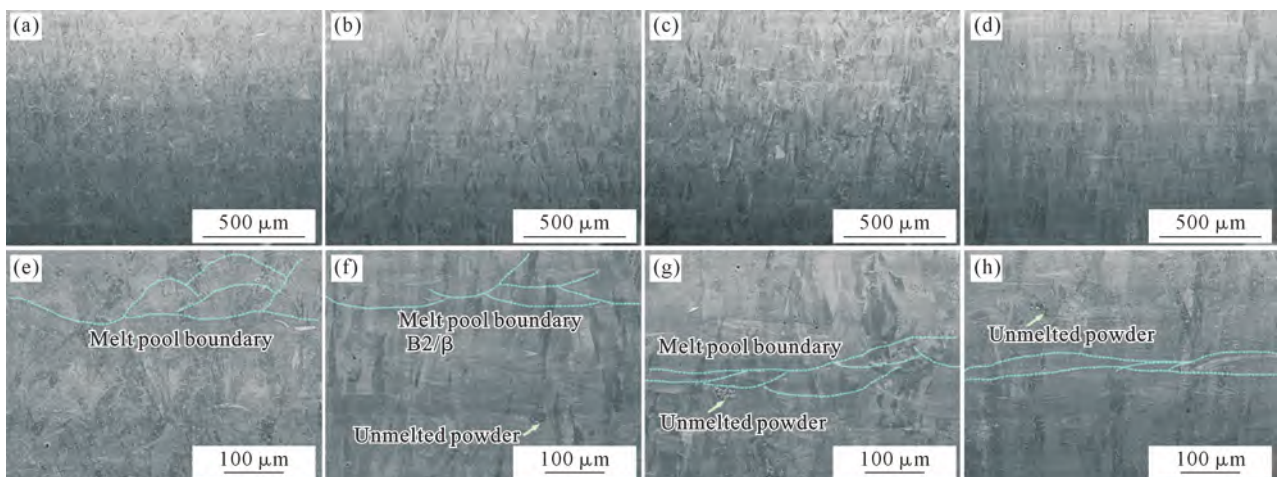 (a)
500 μm
(b)
500 μm
(c)
500 μm
(d)
500 μm
(e)
Melt pool boundary
100 μm
(f)
Melt pool boundary
B2/β
Unmelted powder
100 μm
(g)
Melt pool boundary
Unmelted powder
100 μm
(h)
Unmelted powder
100 μm